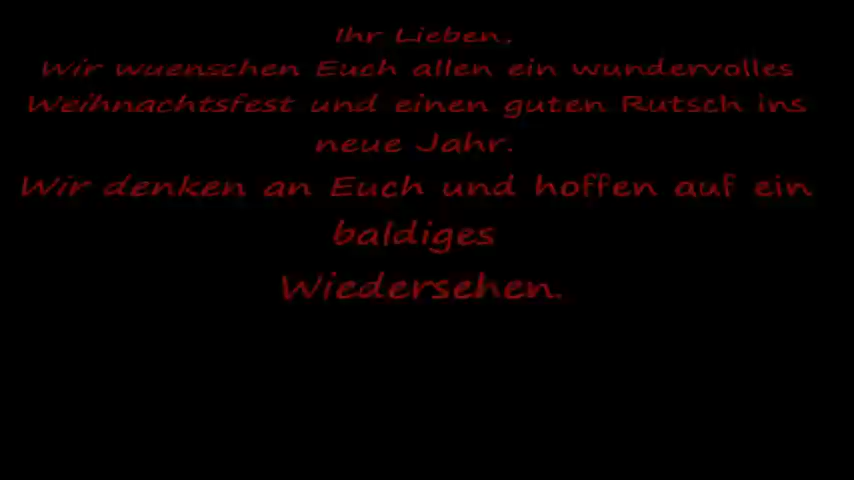 Ihr Lieben,
Wir wuenschen Euch allen ein wundervolles
Weihnachtsfest und einen guten Rutsch ins
neue Jahr.
Wir denken an Euch und hoffen auf ein
baldiges
Wiedersehen.